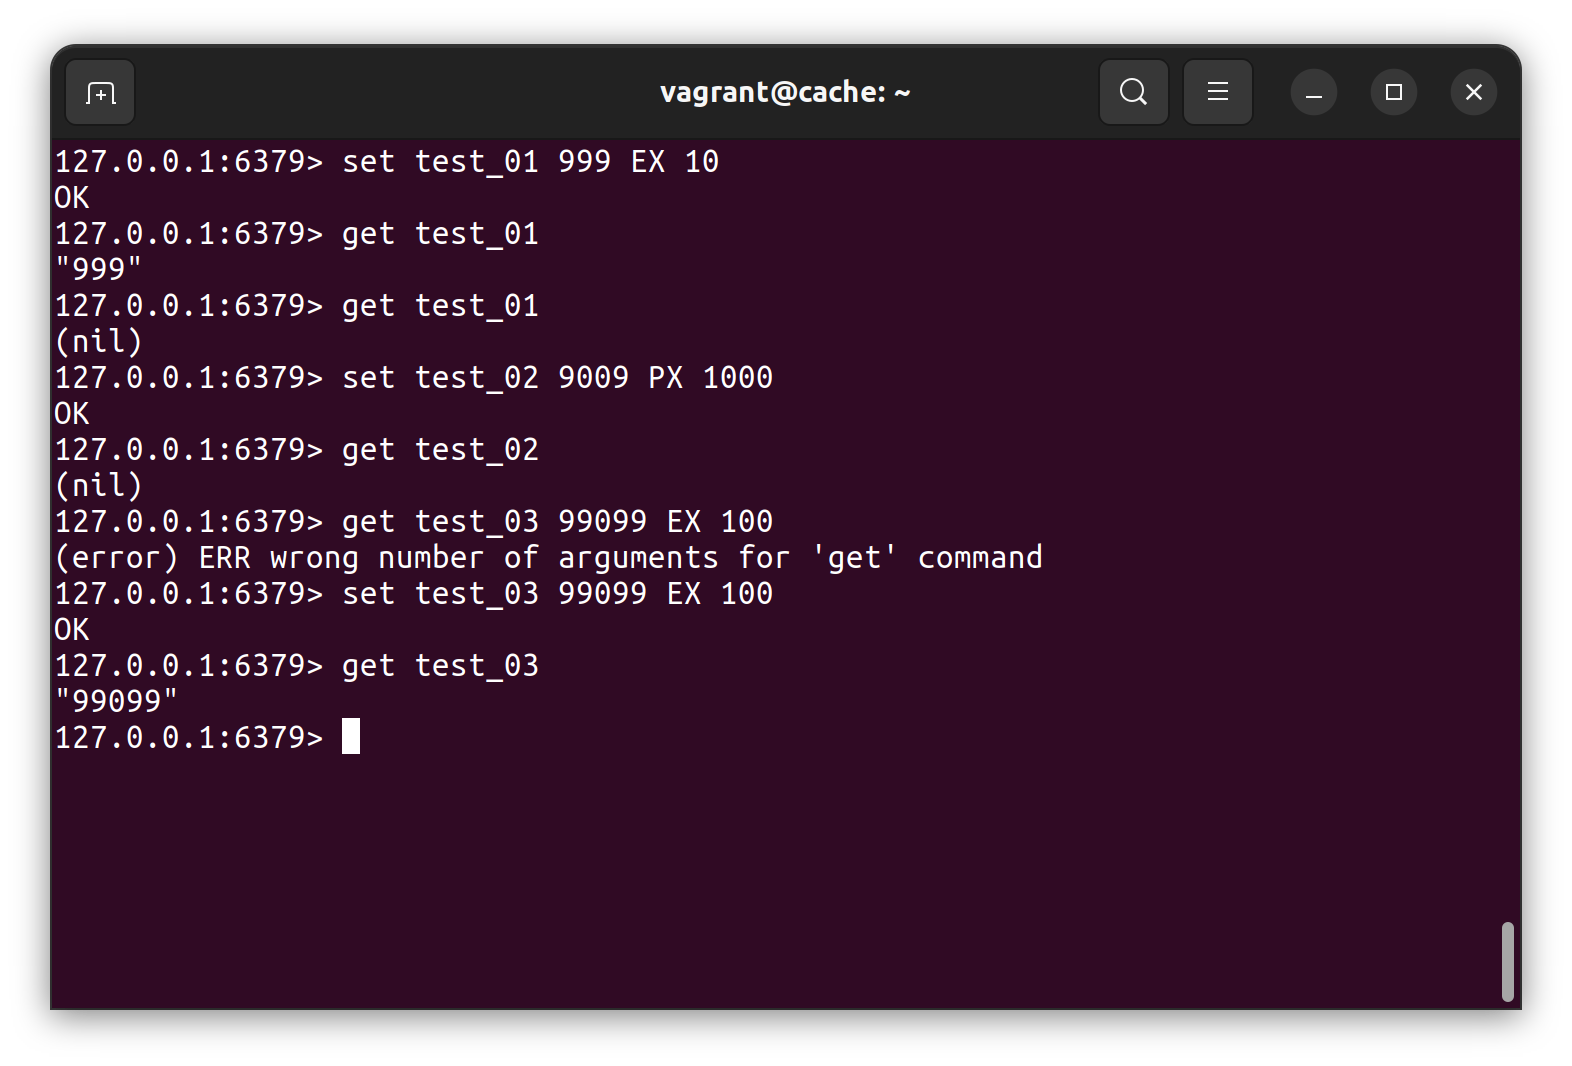 vagrant@cache: ~
127.0.0.1:6379> set test_01 999 EX 10
OK
127.0.0.1:6379> get test_01
"999"
127.0.0.1:6379> get test_01
(nil)
127.0.0.1:6379> set test_02 9009 PX 1000
OK
127.0.0.1:6379> get test_02
(nil)
127.0.0.1:6379> get test_03 99099 EX 100
(error) ERR wrong number of arguments for 'get' command
127.0.0.1:6379> set test_03 99099 EX 100
OK
127.0.0.1:6379> get test_03
"99099"
127.0.0.1:6379>